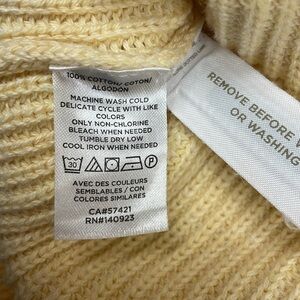 100% COTTON/ COTON/
ALGODON
MACHINE WASH COLD
DELICATE CYCLE WITH LIKE
COLORS
ONLY NON-CHLORINE
BLEACH WHEN NEEDED
TUMBLE DRY LOW
COOL IRON WHEN NEEDED
30 P
AVEC DES COULEURS
SEMBLABLES / CON
COLORES SIMILARES
CA#57421
RN#140923
REMOVE BEFORE
OR WASHING